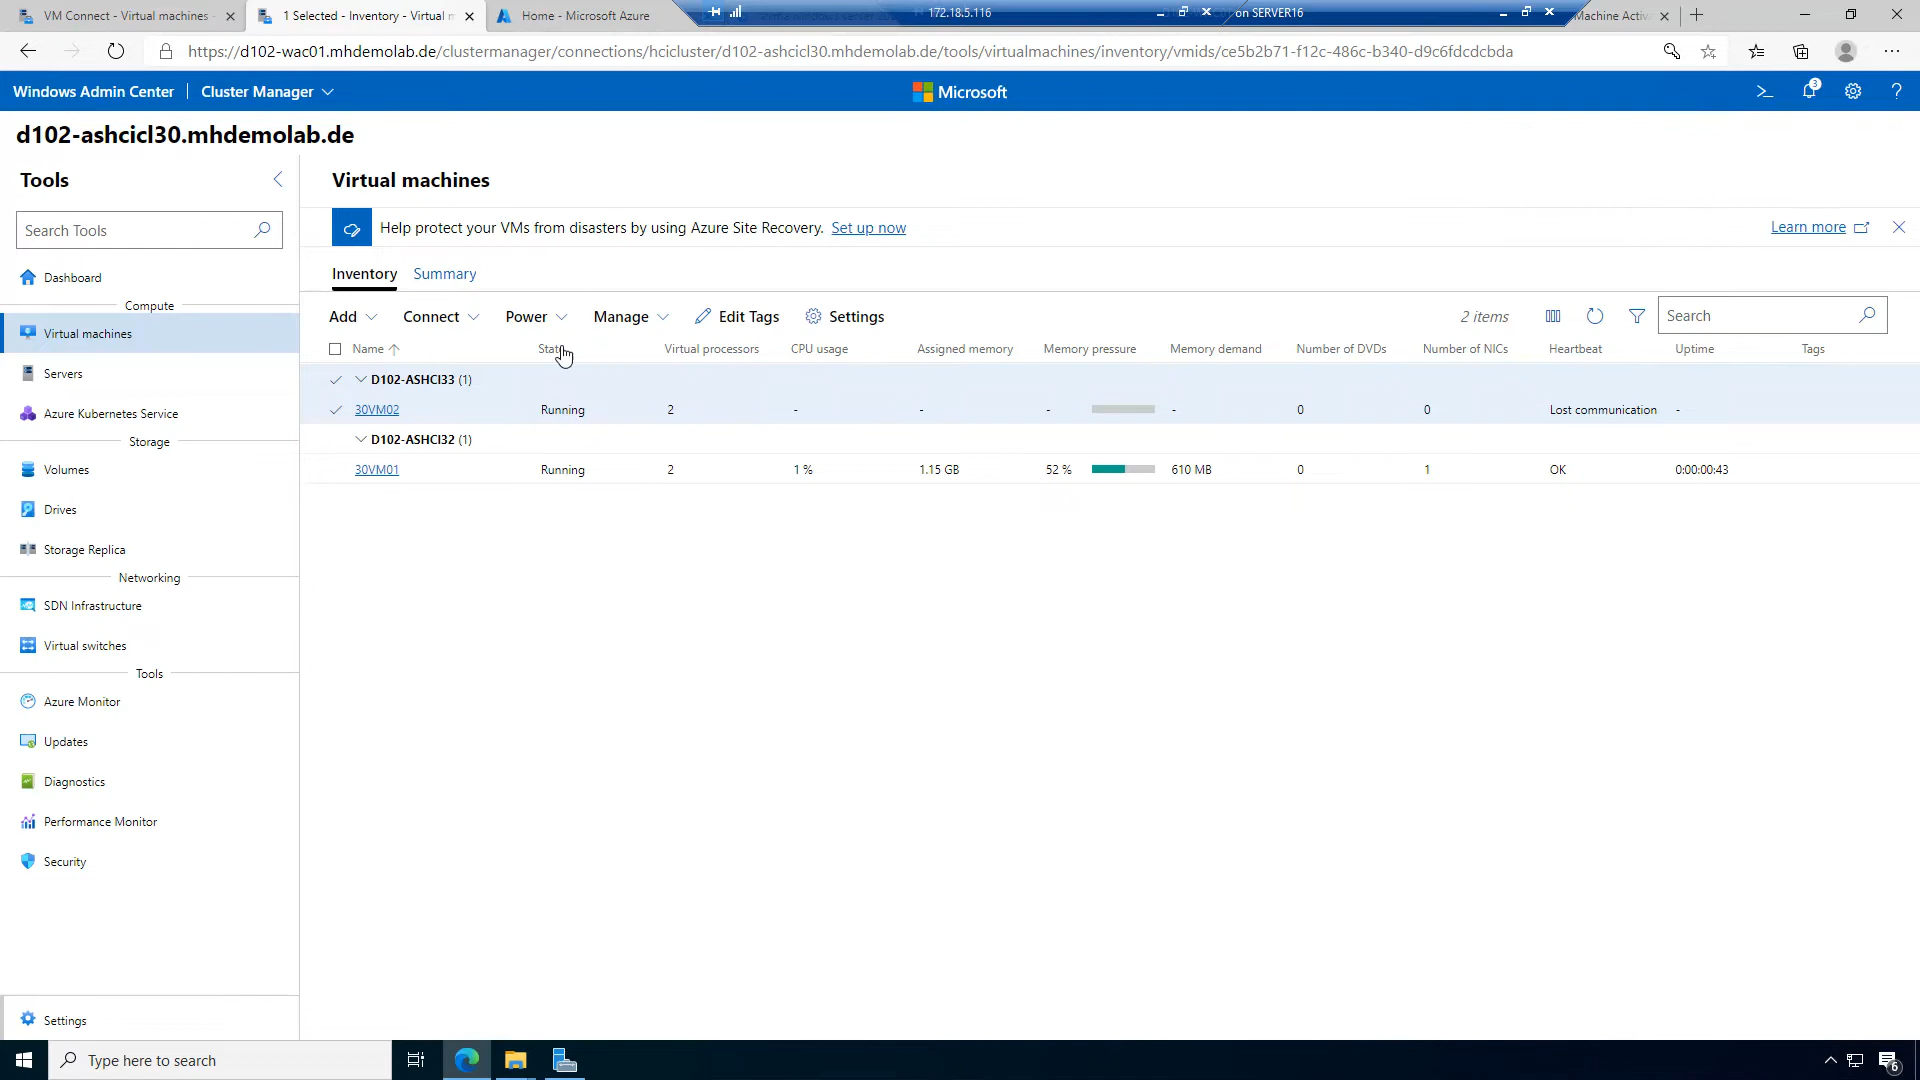 VM Connect - Virtual machines -
1 Selected - Inventory - Virtual m
Home - Microsoft Azure
172.18.5.116
on SERVER16
Machine Activ
https://d102-wac01.mhdemolab.de/clustermanager/connections/hcicluster/d102-ashcicl30.mhdemolab.de/tools/virtualmachines/inventory/vmids/ce5b2b71-f12c-486c-b340-d9c6fdcdcbda
Windows Admin Center | Cluster Manager
Microsoft
3
d102-ashcicl30.mhdemolab.de
Tools
Search Tools
Dashboard
Compute
Virtual machines
Servers
Azure Kubernetes Service
Storage
Volumes
Drives
Storage Replica
Networking
SDN Infrastructure
Virtual switches
Tools
Azure Monitor
Updates
Diagnostics
Performance Monitor
Security
Settings
Virtual machines
Help protect your VMs from disasters by using Azure Site Recovery. Set up now
Learn more
Inventory Summary
Add Connect Power Manage Edit Tags Settings
2 items
Search
Name Virtual processors CPU usage Assigned memory Memory pressure Memory demand Number of DVDs Number of NICs Heartbeat Uptime Tags
D102-ASHCI33 (1)
30VM02 Running 2 - - - - 0 0 Lost communication -
D102-ASHCI32 (1)
30VM01 Running 2 1 % 1.15 GB 52 % 610 MB 0 1 OK 0:00:00:43
Type here to search
6